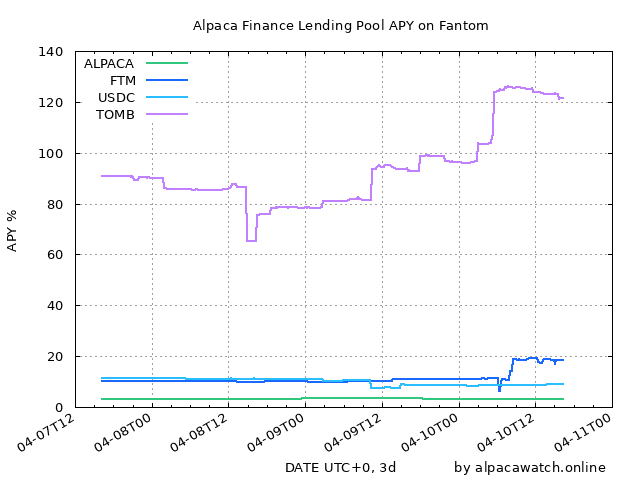 Alpaca Finance Lending Pool APY on Fantom
140
120
100
80
60
40
20
0
APY %
ALPACA
FTM
USDC
TOMB
04-07T12
04-08T00
04-08T12
04-09T00
04-09T12
04-10T00
04-10T12
04-11T00
DATE UTC+0, 3d
by alpacawatch.online